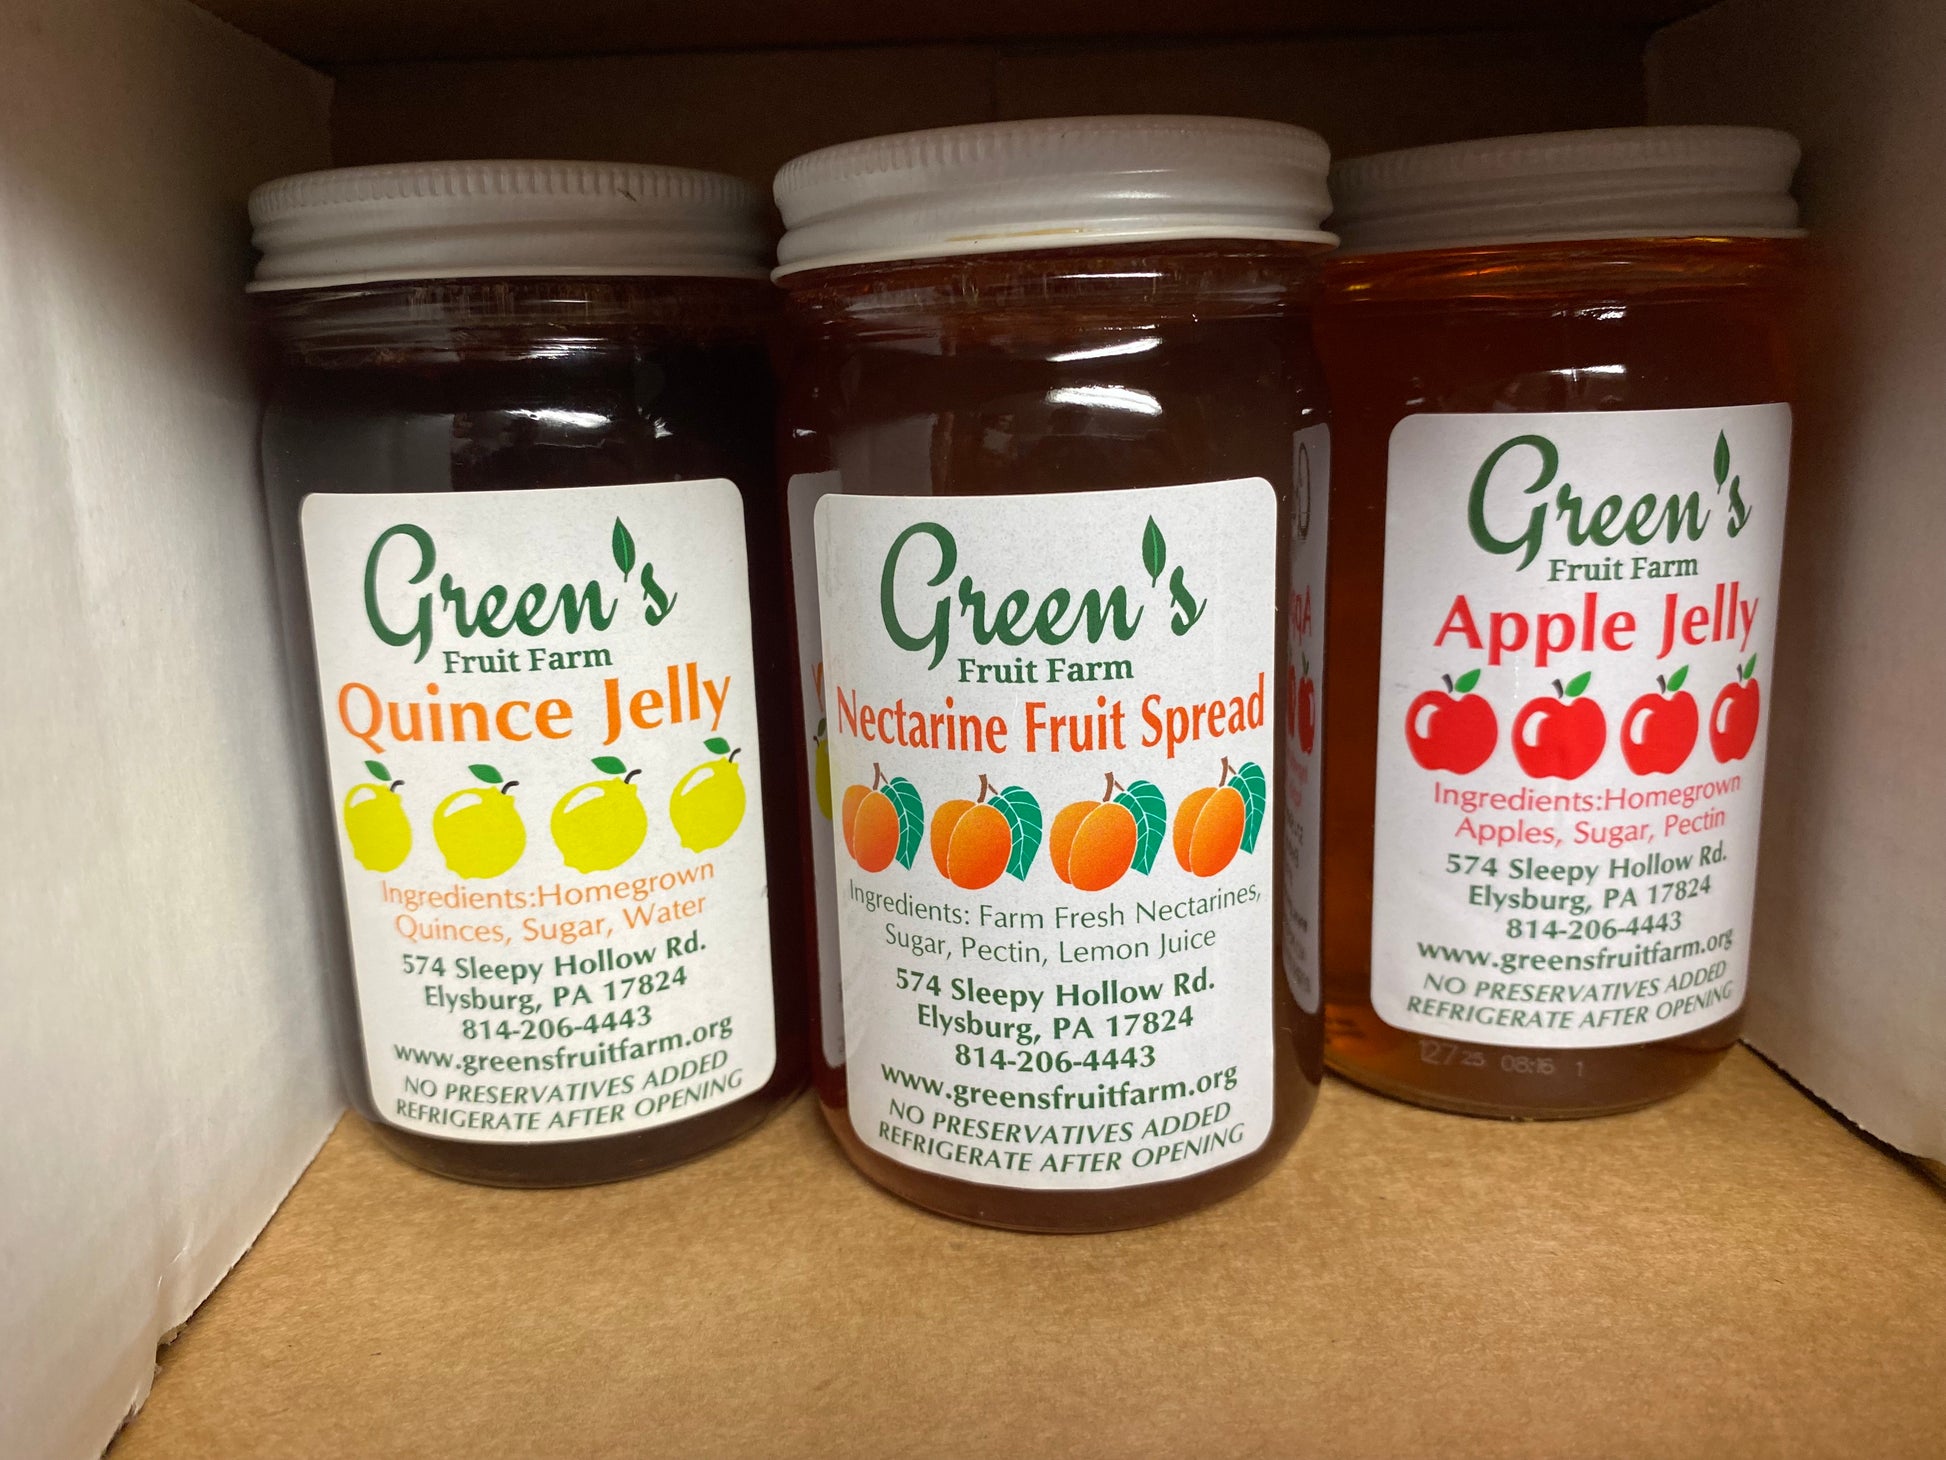 Green's
Fruit Farm
Quince Jelly
Ingredients:Homegrown
Quinces, Sugar, Water
574 Sleepy Hollow Rd.
Elysburg, PA 17824
814-206-4443
www.greensfruitfarm.org
NO PRESERVATIVES ADDED
REFRIGERATE AFTER OPENING
Green's
Fruit Farm
Nectarine Fruit Spread
Ingredients: Farm Fresh Nectarines,
Sugar, Pectin, Lemon Juice
574 Sleepy Hollow Rd.
Elysburg, PA 17824
814-206-4443
www.greensfruitfarm.org
NO PRESERVATIVES ADDED
REFRIGERATE AFTER OPENING
Green's
Fruit Farm
Apple Jelly
Ingredients:Homegrown
Apples, Sugar, Pectin
574 Sleepy Hollow Rd.
Elysburg, PA 17824
814-206-4443
www.greensfruitfarm.org
NO PRESERVATIVES ADDED
REFRIGERATE AFTER OPENING
12725 08:16 1